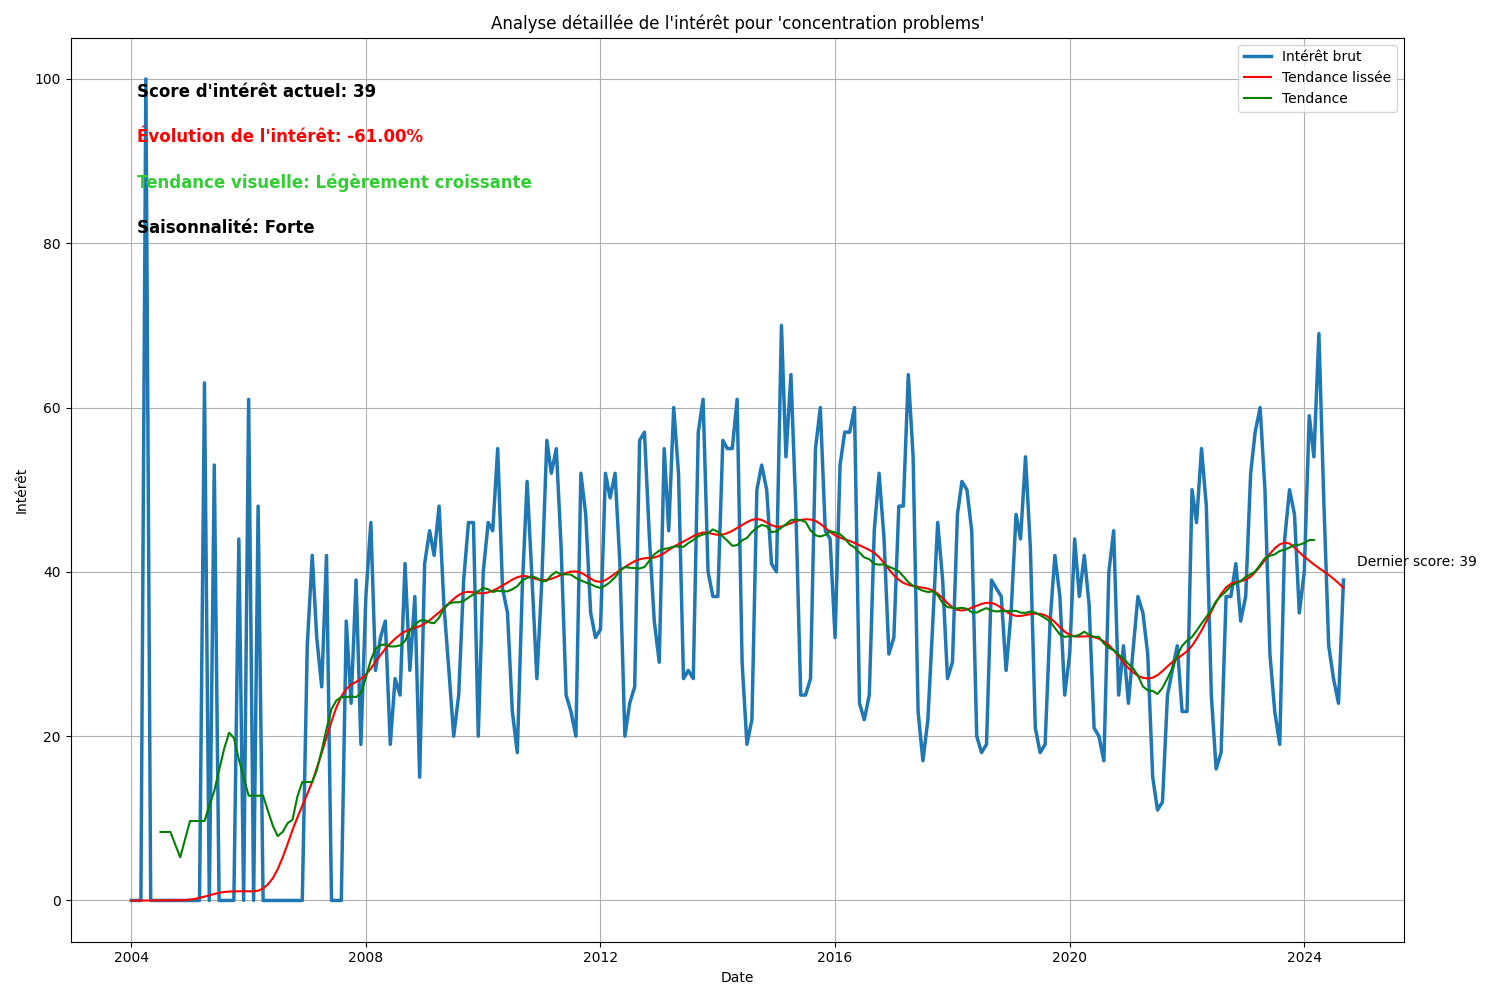 Analyse détaillée de l'intérêt pour 'concentration problems'
Intérêt brut
Tendance lissée
Tendance
Score d'intérêt actuel: 39
Évolution de l'intérêt: -61.00%
Tendance visuelle: Légèrement croissante
Saisonnalité: Forte
Dernier score: 39
Intérêt
100
80
60
40
20
0
2004
2008
2012
2016
2020
2024
Date